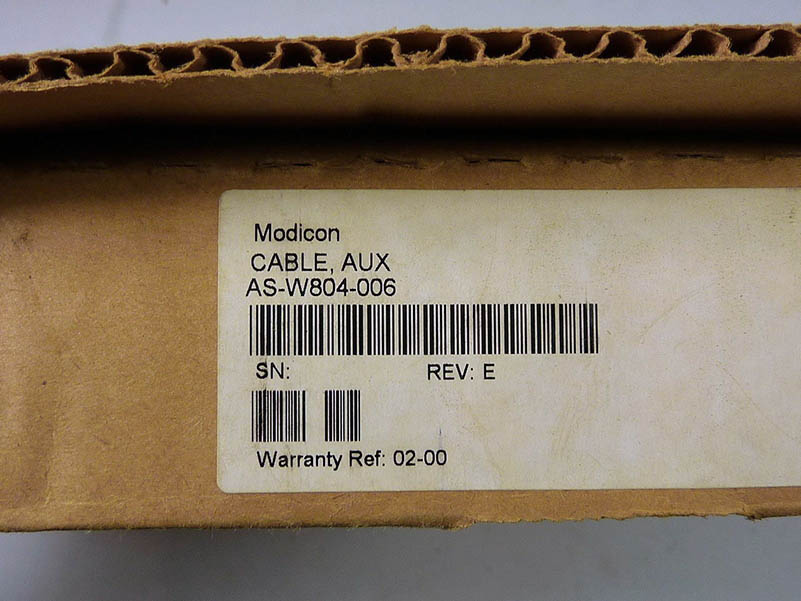 Modicon
CABLE, AUX
AS-W804-006
SN: REV: E
Warranty Ref: 02-00